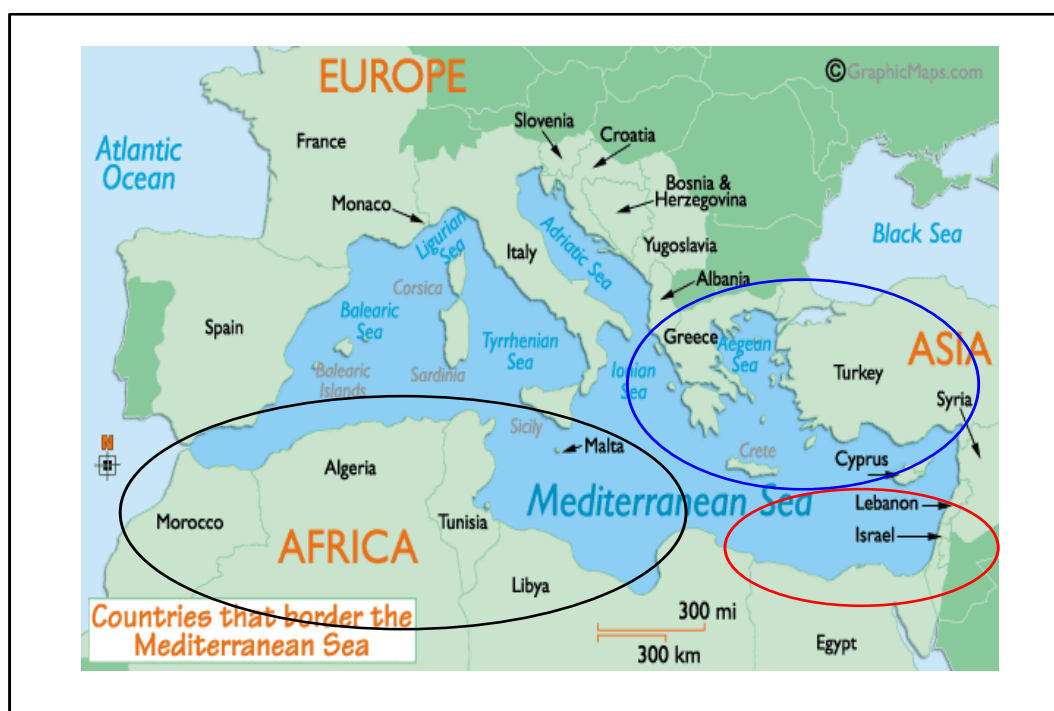 EUROPE
© GraphicMaps.com
Slovenia
Croatia
France
Atlantic
Ocean
Bosnia &
Herzegovina
Monaco
Ligurian
Sea
Italy
Adriatic Sea
Yugoslavia
Black Sea
Albania
Corsica
Balearic
Sea
Spain
Tyrrhenian
Sea
Ionian
Sea
Greece
Aegean
Sea
ASIA
Turkey
Balearic
Islands
Sardinia
Syria
Sicily
Malta
Crete
Cyprus
N
Algeria
Mediterranean Sea
Lebanon
Morocco
Tunisia
Israel
AFRICA
Libya
Countries that border the
Mediterranean Sea
300 mi
300 km
Egypt